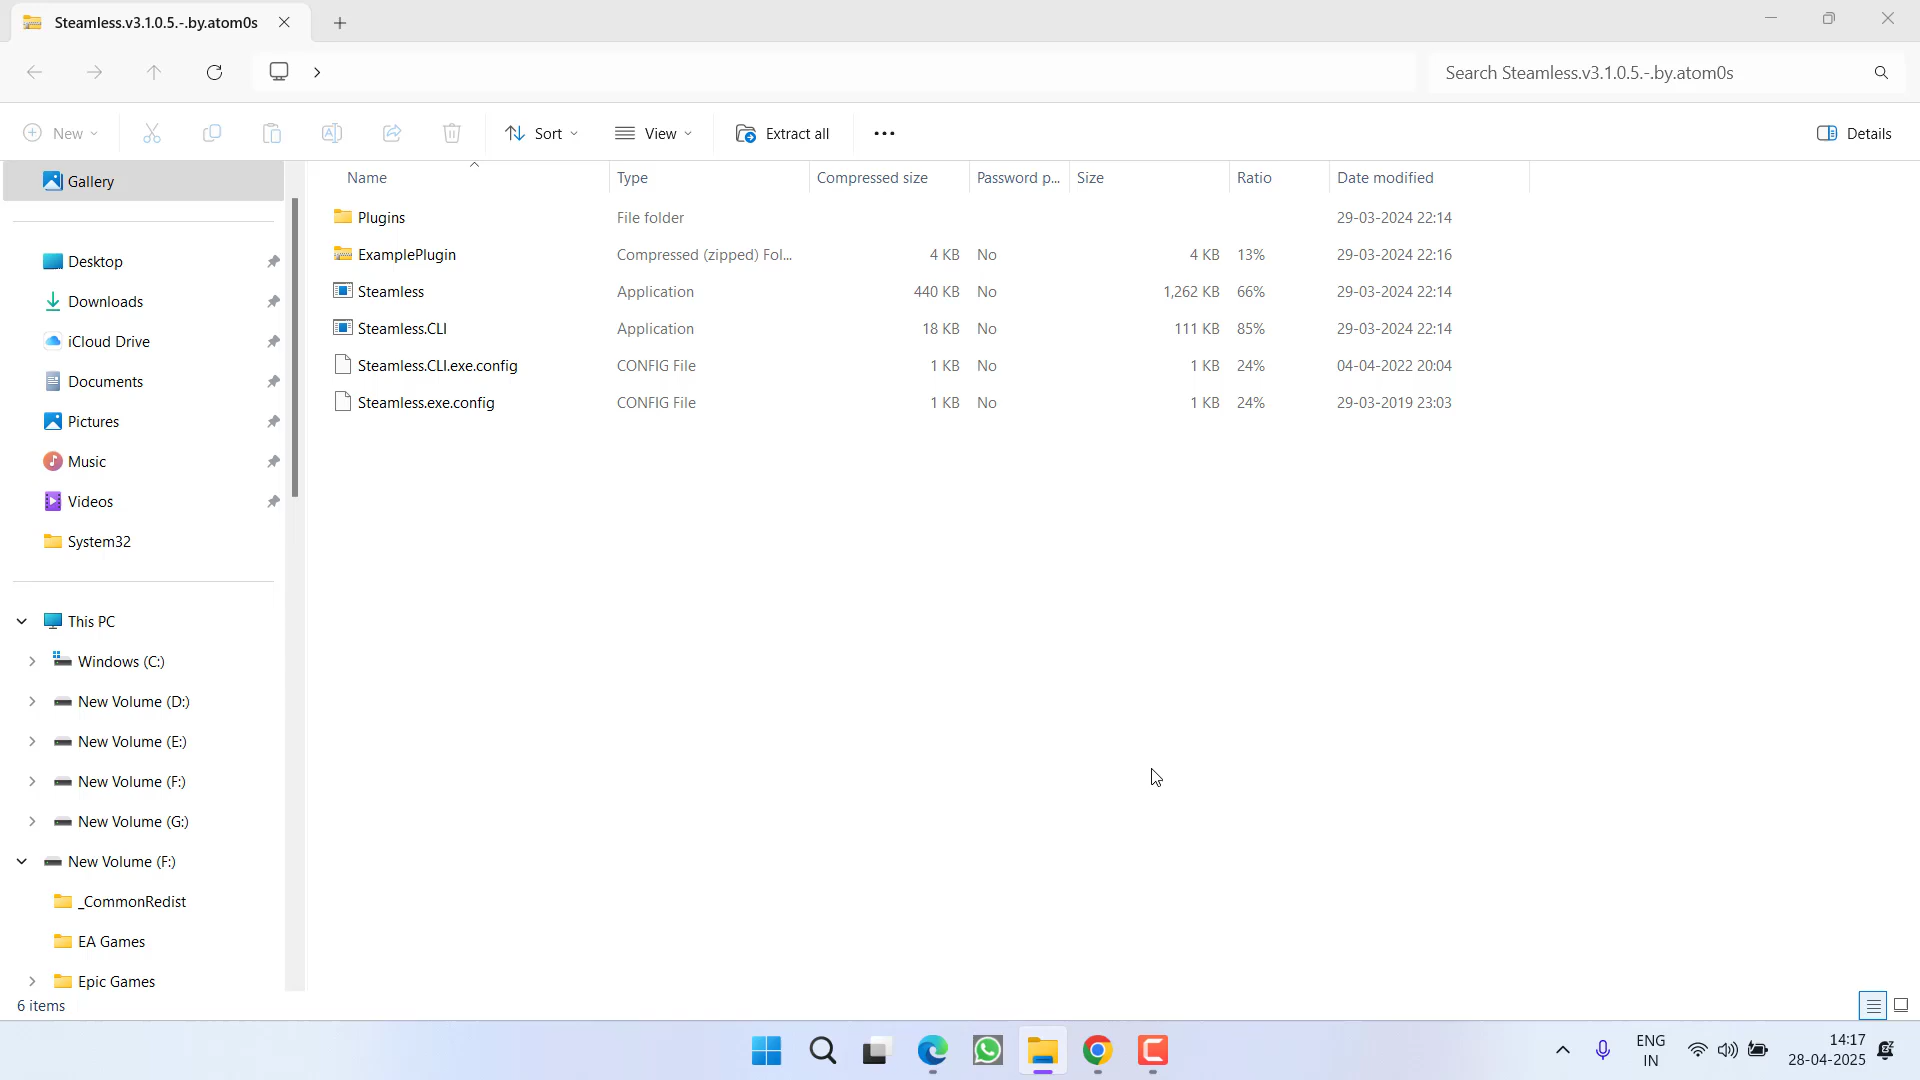 Steamless.v3.1.0.5.-.by.atom0s
Search Steamless.v3.1.0.5.-.by.atom0s
New
Sort
View
Extract all
Details
Gallery
Desktop
Downloads
iCloud Drive
Documents
Pictures
Music
Videos
System32
This PC
Windows (C:)
New Volume (D:)
New Volume (E:)
New Volume (F:)
New Volume (G:)
New Volume (F:)
_CommonRedist
EA Games
Epic Games
Name Type Compressed size Password p... Size Ratio Date modified
Plugins File folder 29-03-2024 22:14
ExamplePlugin Compressed (zipped) Fol... 4 KB No 4 KB 13% 29-03-2024 22:16
Steamless Application 440 KB No 1,262 KB 66% 29-03-2024 22:14
Steamless.CLI Application 18 KB No 111 KB 85% 29-03-2024 22:14
Steamless.CLI.exe.config CONFIG File 1 KB No 1 KB 24% 04-04-2022 20:04
Steamless.exe.config CONFIG File 1 KB No 1 KB 24% 29-03-2019 23:03
6 items
ENG
IN
14:17
28-04-2025